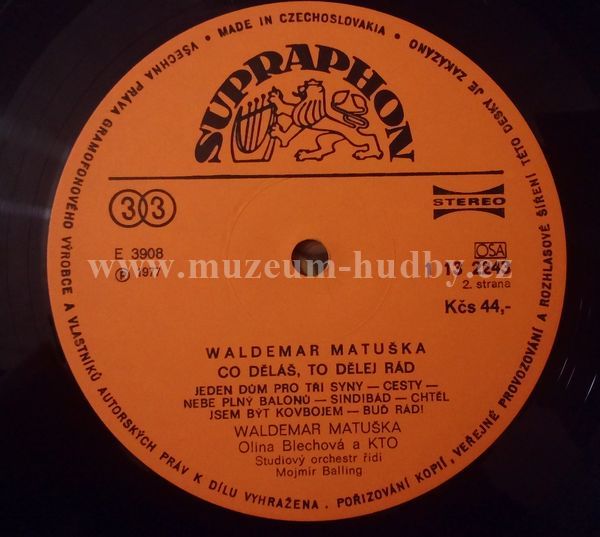 VŠECHNA PRÁVA GRAMOFONOVÉHO VÝROBCE A VLASTNÍKŮ AUTORSKÝCH PRÁV K DÍLU VYHRAŽENA. • POŘIZOVÁNÍ KOPIÍ, VEŘEJNÉ PROVOZOVÁNÍ A ROZHLASOVÉ ŠÍŘENÍ TÉTO DESKY JE ZAKÁZÁNO
• MADE IN CZECHOSLOVAKIA •
SUPRAPHON
33
STEREO
E 3908
OSA
℗ 1977
1 13 2243
www.muzeum-hudby.cz
2. strana
Kčs 44,-
WALDEMAR MATUŠKA
CO DĚLÁŠ, TO DĚLEJ RÁD
JEDEN DŮM PRO TŘI SYNY — CESTY —
NEBE PLNÝ BALONŮ — SINDIBÁD — CHTĚL
JSEM BÝT KOVBOJEM — BUĎ RÁD!
WALDEMAR MATUŠKA
Olina Blechová a KTO
Studiový orchestr řídí
Mojmír Balling